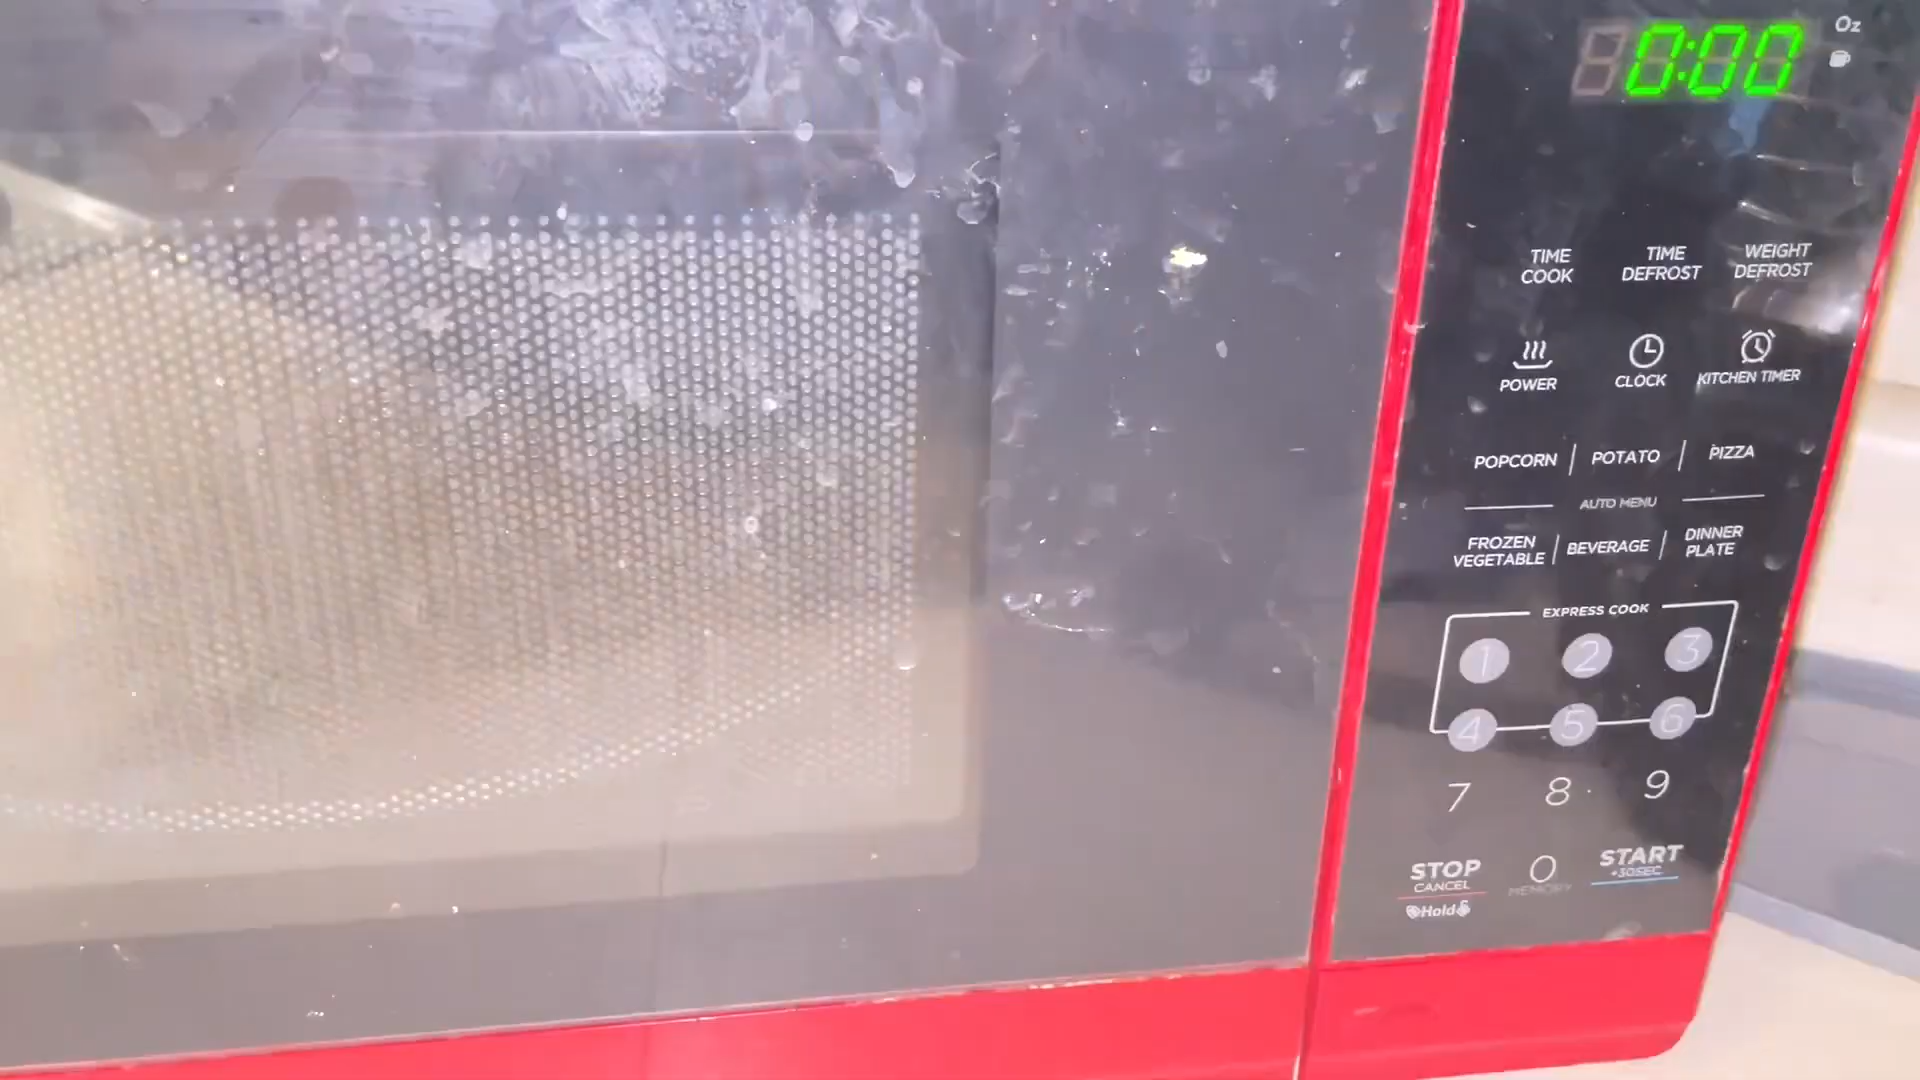 0:00
Oz
TIME COOK
TIME DEFROST
WEIGHT DEFROST
POWER
CLOCK
KITCHEN TIMER
POPCORN | POTATO | PIZZA
AUTO MENU
FROZEN VEGETABLE | BEVERAGE | DINNER PLATE
EXPRESS COOK
1 2 3
4 5 6
7 8 9
STOP
CANCEL
Hold
0
MEMORY
START
+30SEC